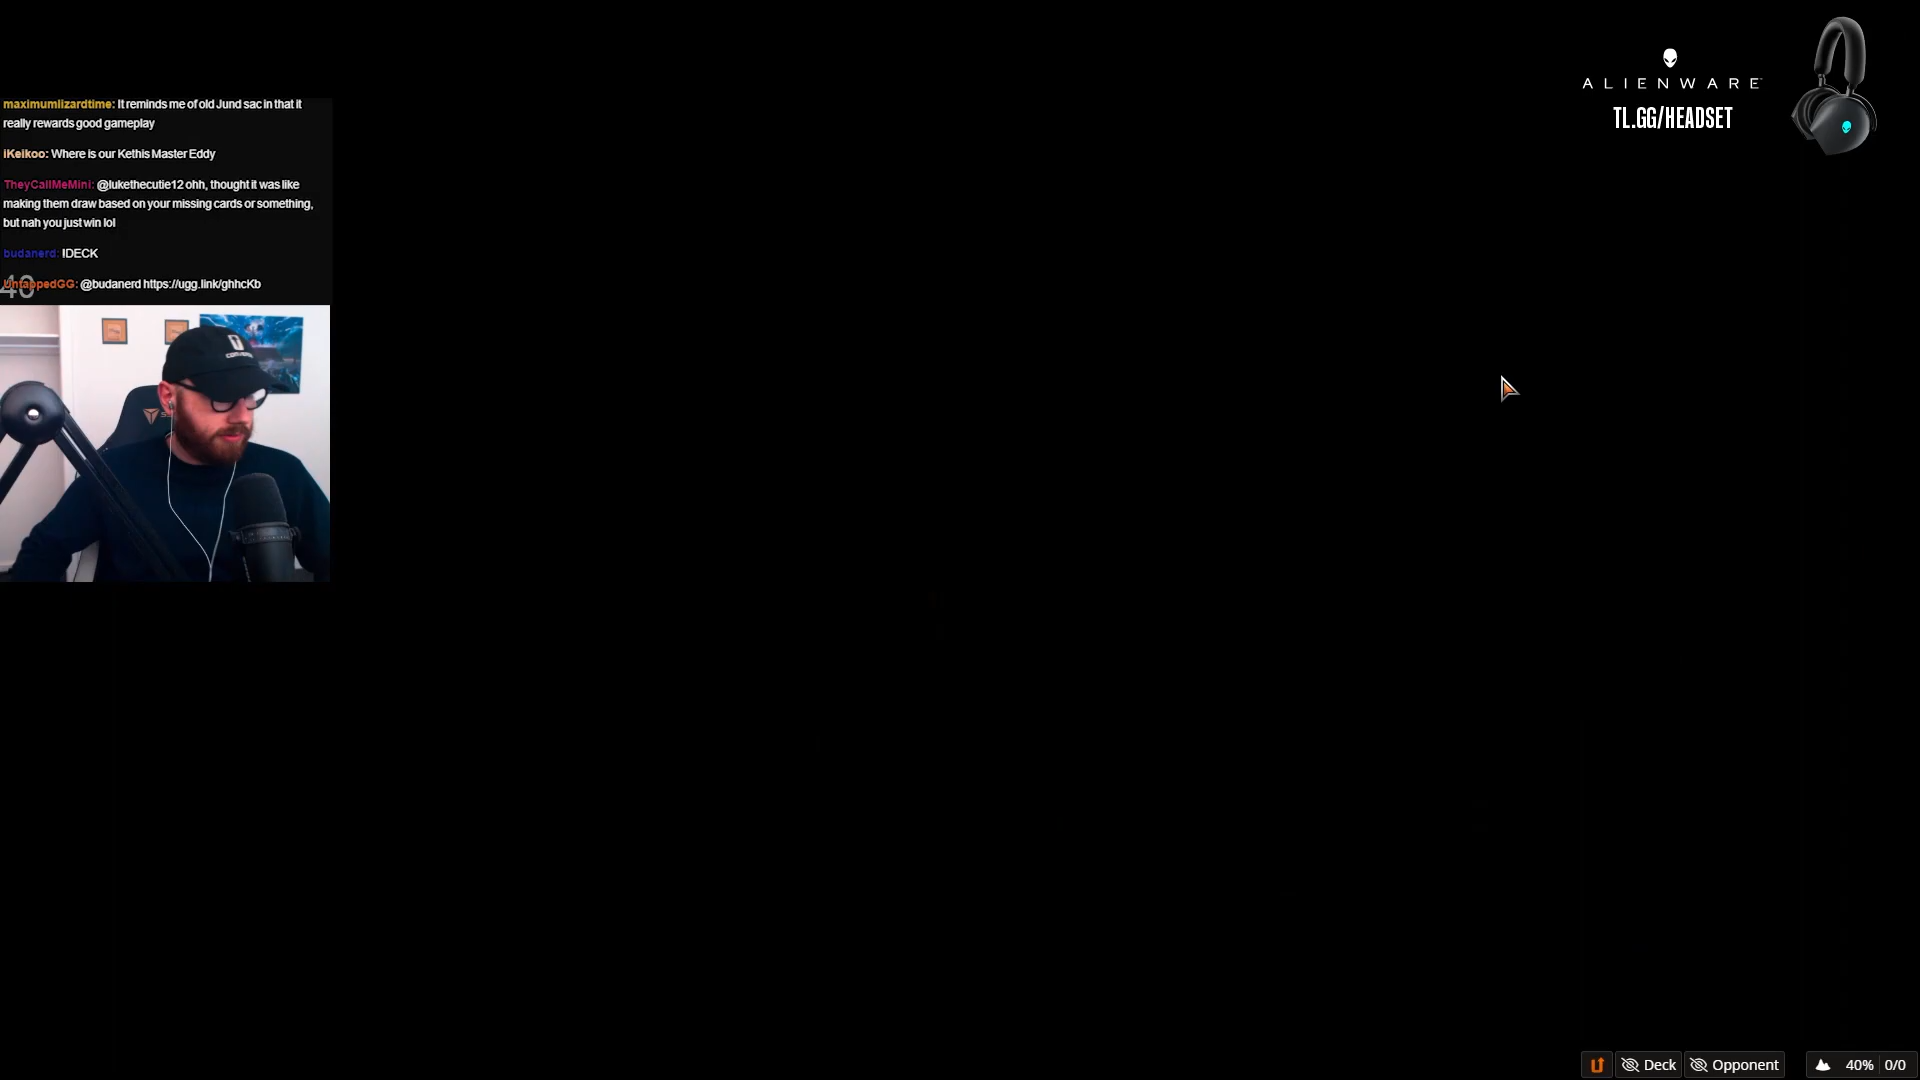 ALIENWARE
TL.GG/HEADSET
maximumlizardtime: It reminds me of old Jund sac in that it
really rewards good gameplay
iKeikoo: Where is our Kethis Master Eddy
TheyCallMeMini: @lukethecutie12 ohh, thought it was like
making them draw based on your missing cards or something,
but nah you just win lol
budanerd: !DECK
UntappedGG: @budanerd https://ugg.link/ghhcKb
40
Deck
Opponent
40% 0/0